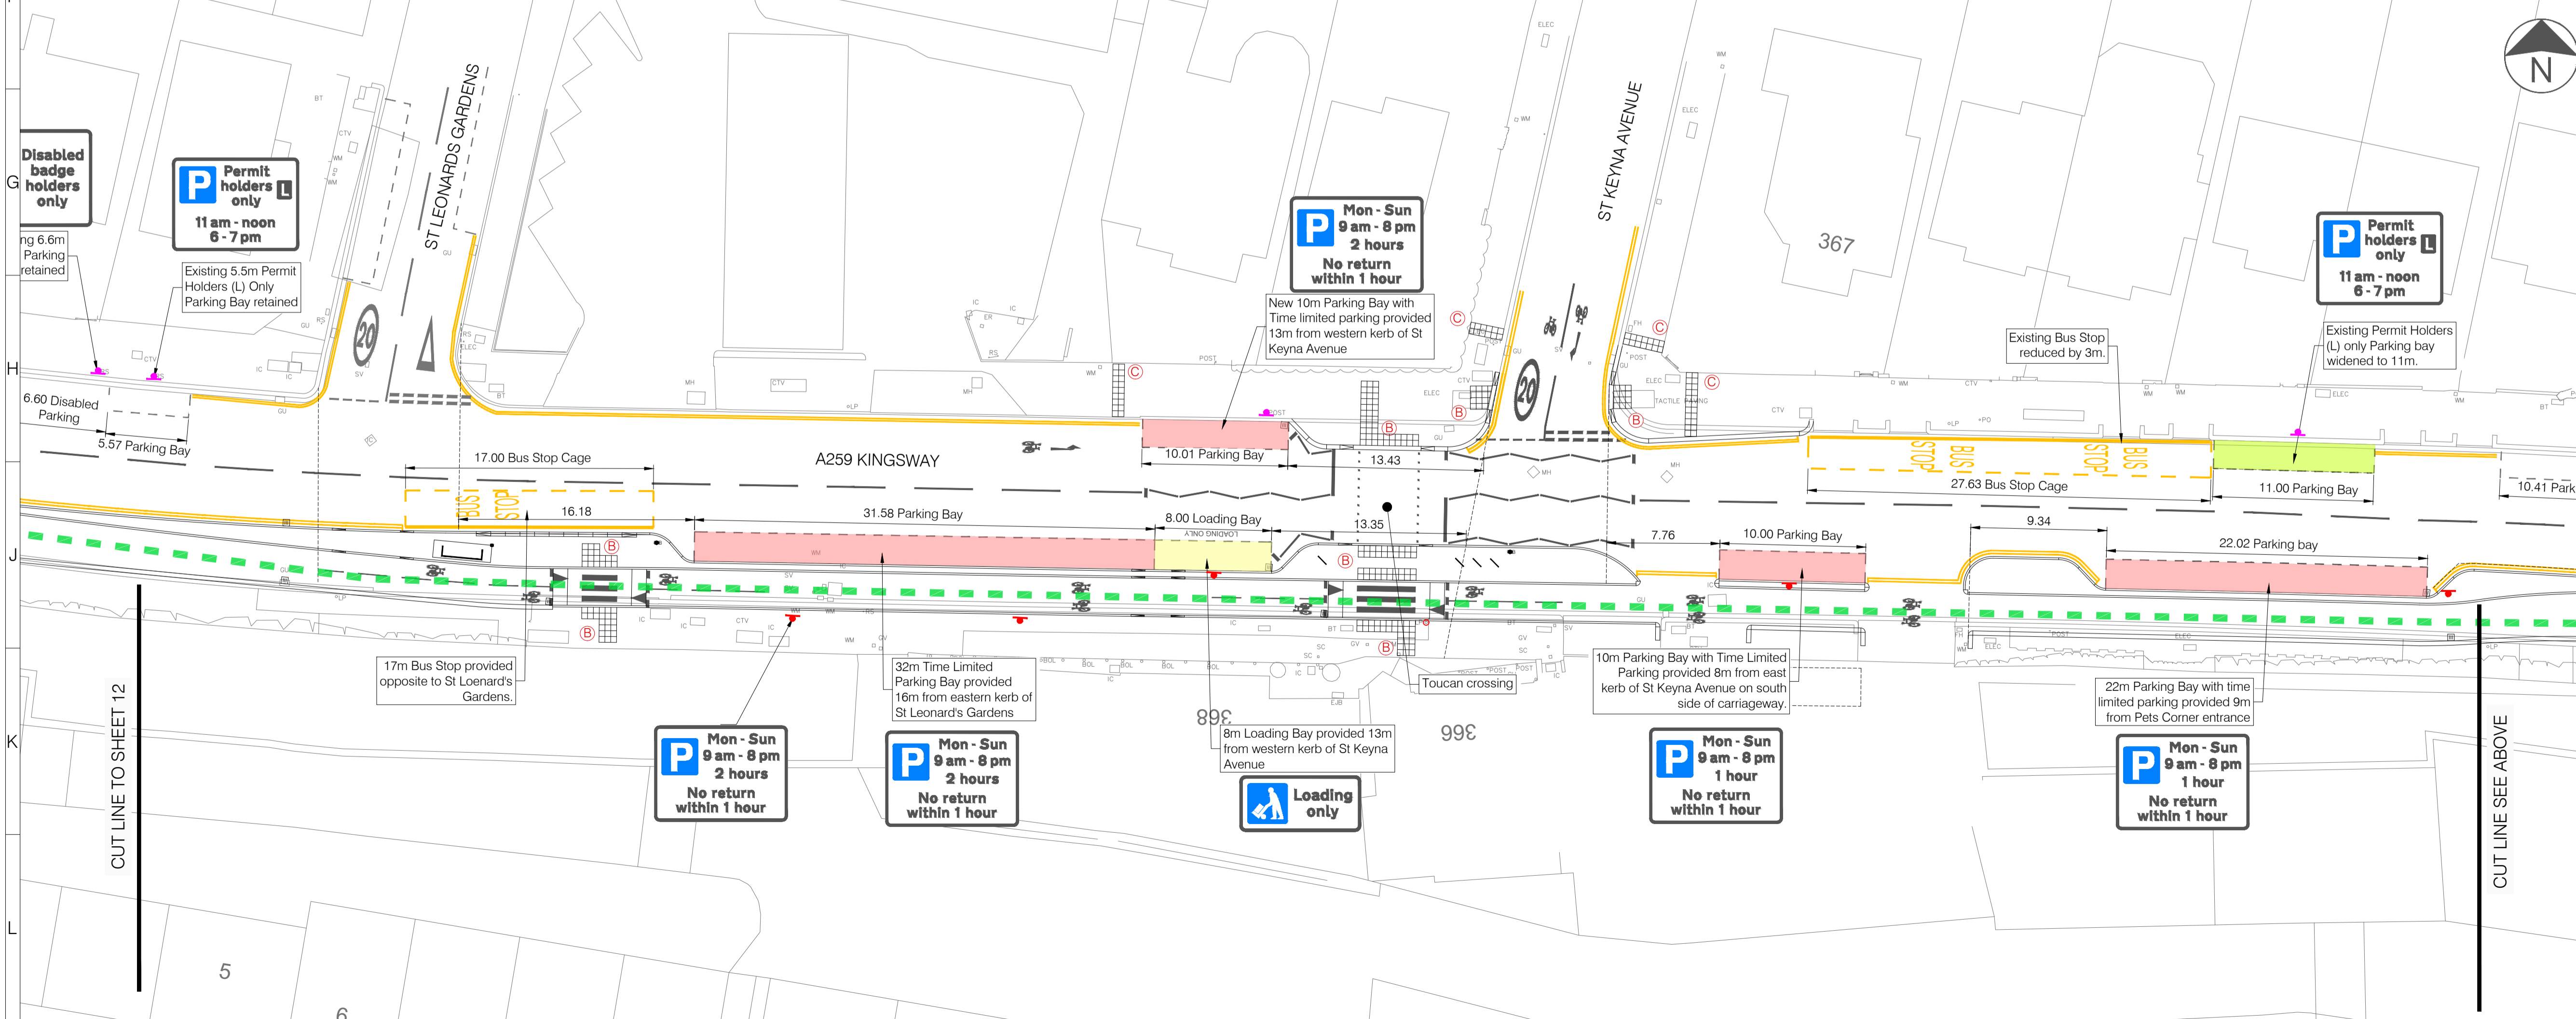 N
G
H
J
K
L
ST LEONARDS GARDENS
ST KEYNA AVENUE
A259 KINGSWAY
Disabled
badge
holders
only
ng 6.6m
Parking
retained
P
Permit
holders L
only
11 am - noon
6 - 7 pm
Existing 5.5m Permit
Holders (L) Only
Parking Bay retained
P
Mon - Sun
9 am - 8 pm
2 hours
No return
within 1 hour
New 10m Parking Bay with
Time limited parking provided
13m from western kerb of St
Keyna Avenue
P
Permit
holders L
only
11 am - noon
6 - 7 pm
Existing Permit Holders
(L) only Parking bay
widened to 11m.
Existing Bus Stop
reduced by 3m.
367
20
20
6.60 Disabled
Parking
5.57 Parking Bay
17.00 Bus Stop Cage
10.01 Parking Bay
13.43
27.63 Bus Stop Cage
11.00 Parking Bay
10.41 Park
BUS
STOP
BUS
STOP
16.18
31.58 Parking Bay
8.00 Loading Bay
LOADING ONLY
13.35
7.76
10.00 Parking Bay
9.34
22.02 Parking bay
17m Bus Stop provided
opposite to St Loenard's
Gardens.
32m Time Limited
Parking Bay provided
16m from eastern kerb of
St Leonard's Gardens
8m Loading Bay provided 13m
from western kerb of St Keyna
Avenue
Toucan crossing
10m Parking Bay with Time Limited
Parking provided 8m from east
kerb of St Keyna Avenue on south
side of carriageway.
22m Parking Bay with time
limited parking provided 9m
from Pets Corner entrance
368
366
P
Mon - Sun
9 am - 8 pm
2 hours
No return
within 1 hour
P
Mon - Sun
9 am - 8 pm
2 hours
No return
within 1 hour
Loading
only
P
Mon - Sun
9 am - 8 pm
1 hour
No return
within 1 hour
P
Mon - Sun
9 am - 8 pm
1 hour
No return
within 1 hour
CUT LINE TO SHEET 12
CUT LINE SEE ABOVE
5
6
C
C
C
C
B
B
B
B
B
B
B
TACTILE PAVING